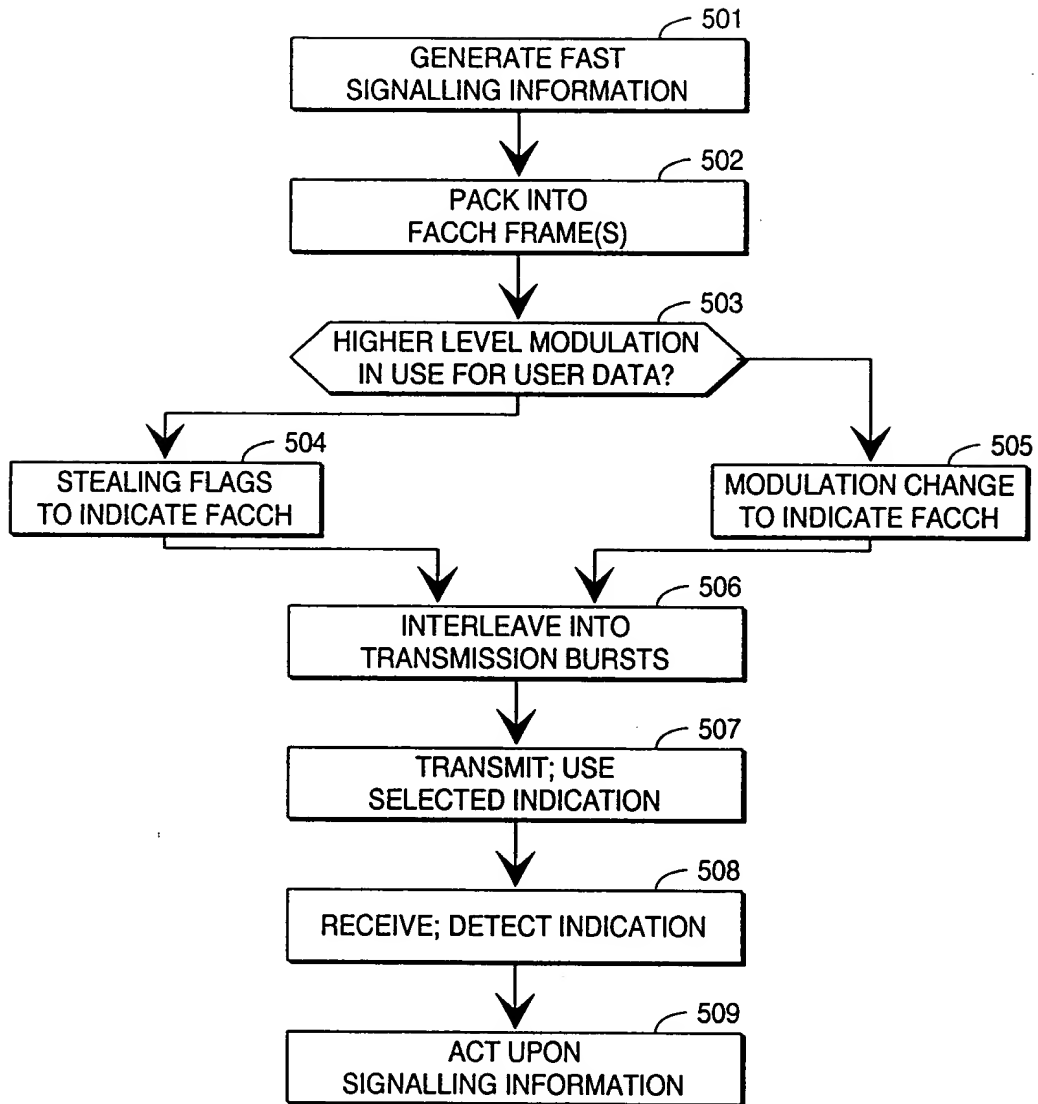 501
GENERATE FAST
SIGNALLING INFORMATION
502
PACK INTO
FACCH FRAME(S)
503
HIGHER LEVEL MODULATION
IN USE FOR USER DATA?
504
STEALING FLAGS
TO INDICATE FACCH
505
MODULATION CHANGE
TO INDICATE FACCH
506
INTERLEAVE INTO
TRANSMISSION BURSTS
507
TRANSMIT; USE
SELECTED INDICATION
508
RECEIVE; DETECT INDICATION
509
ACT UPON
SIGNALLING INFORMATION